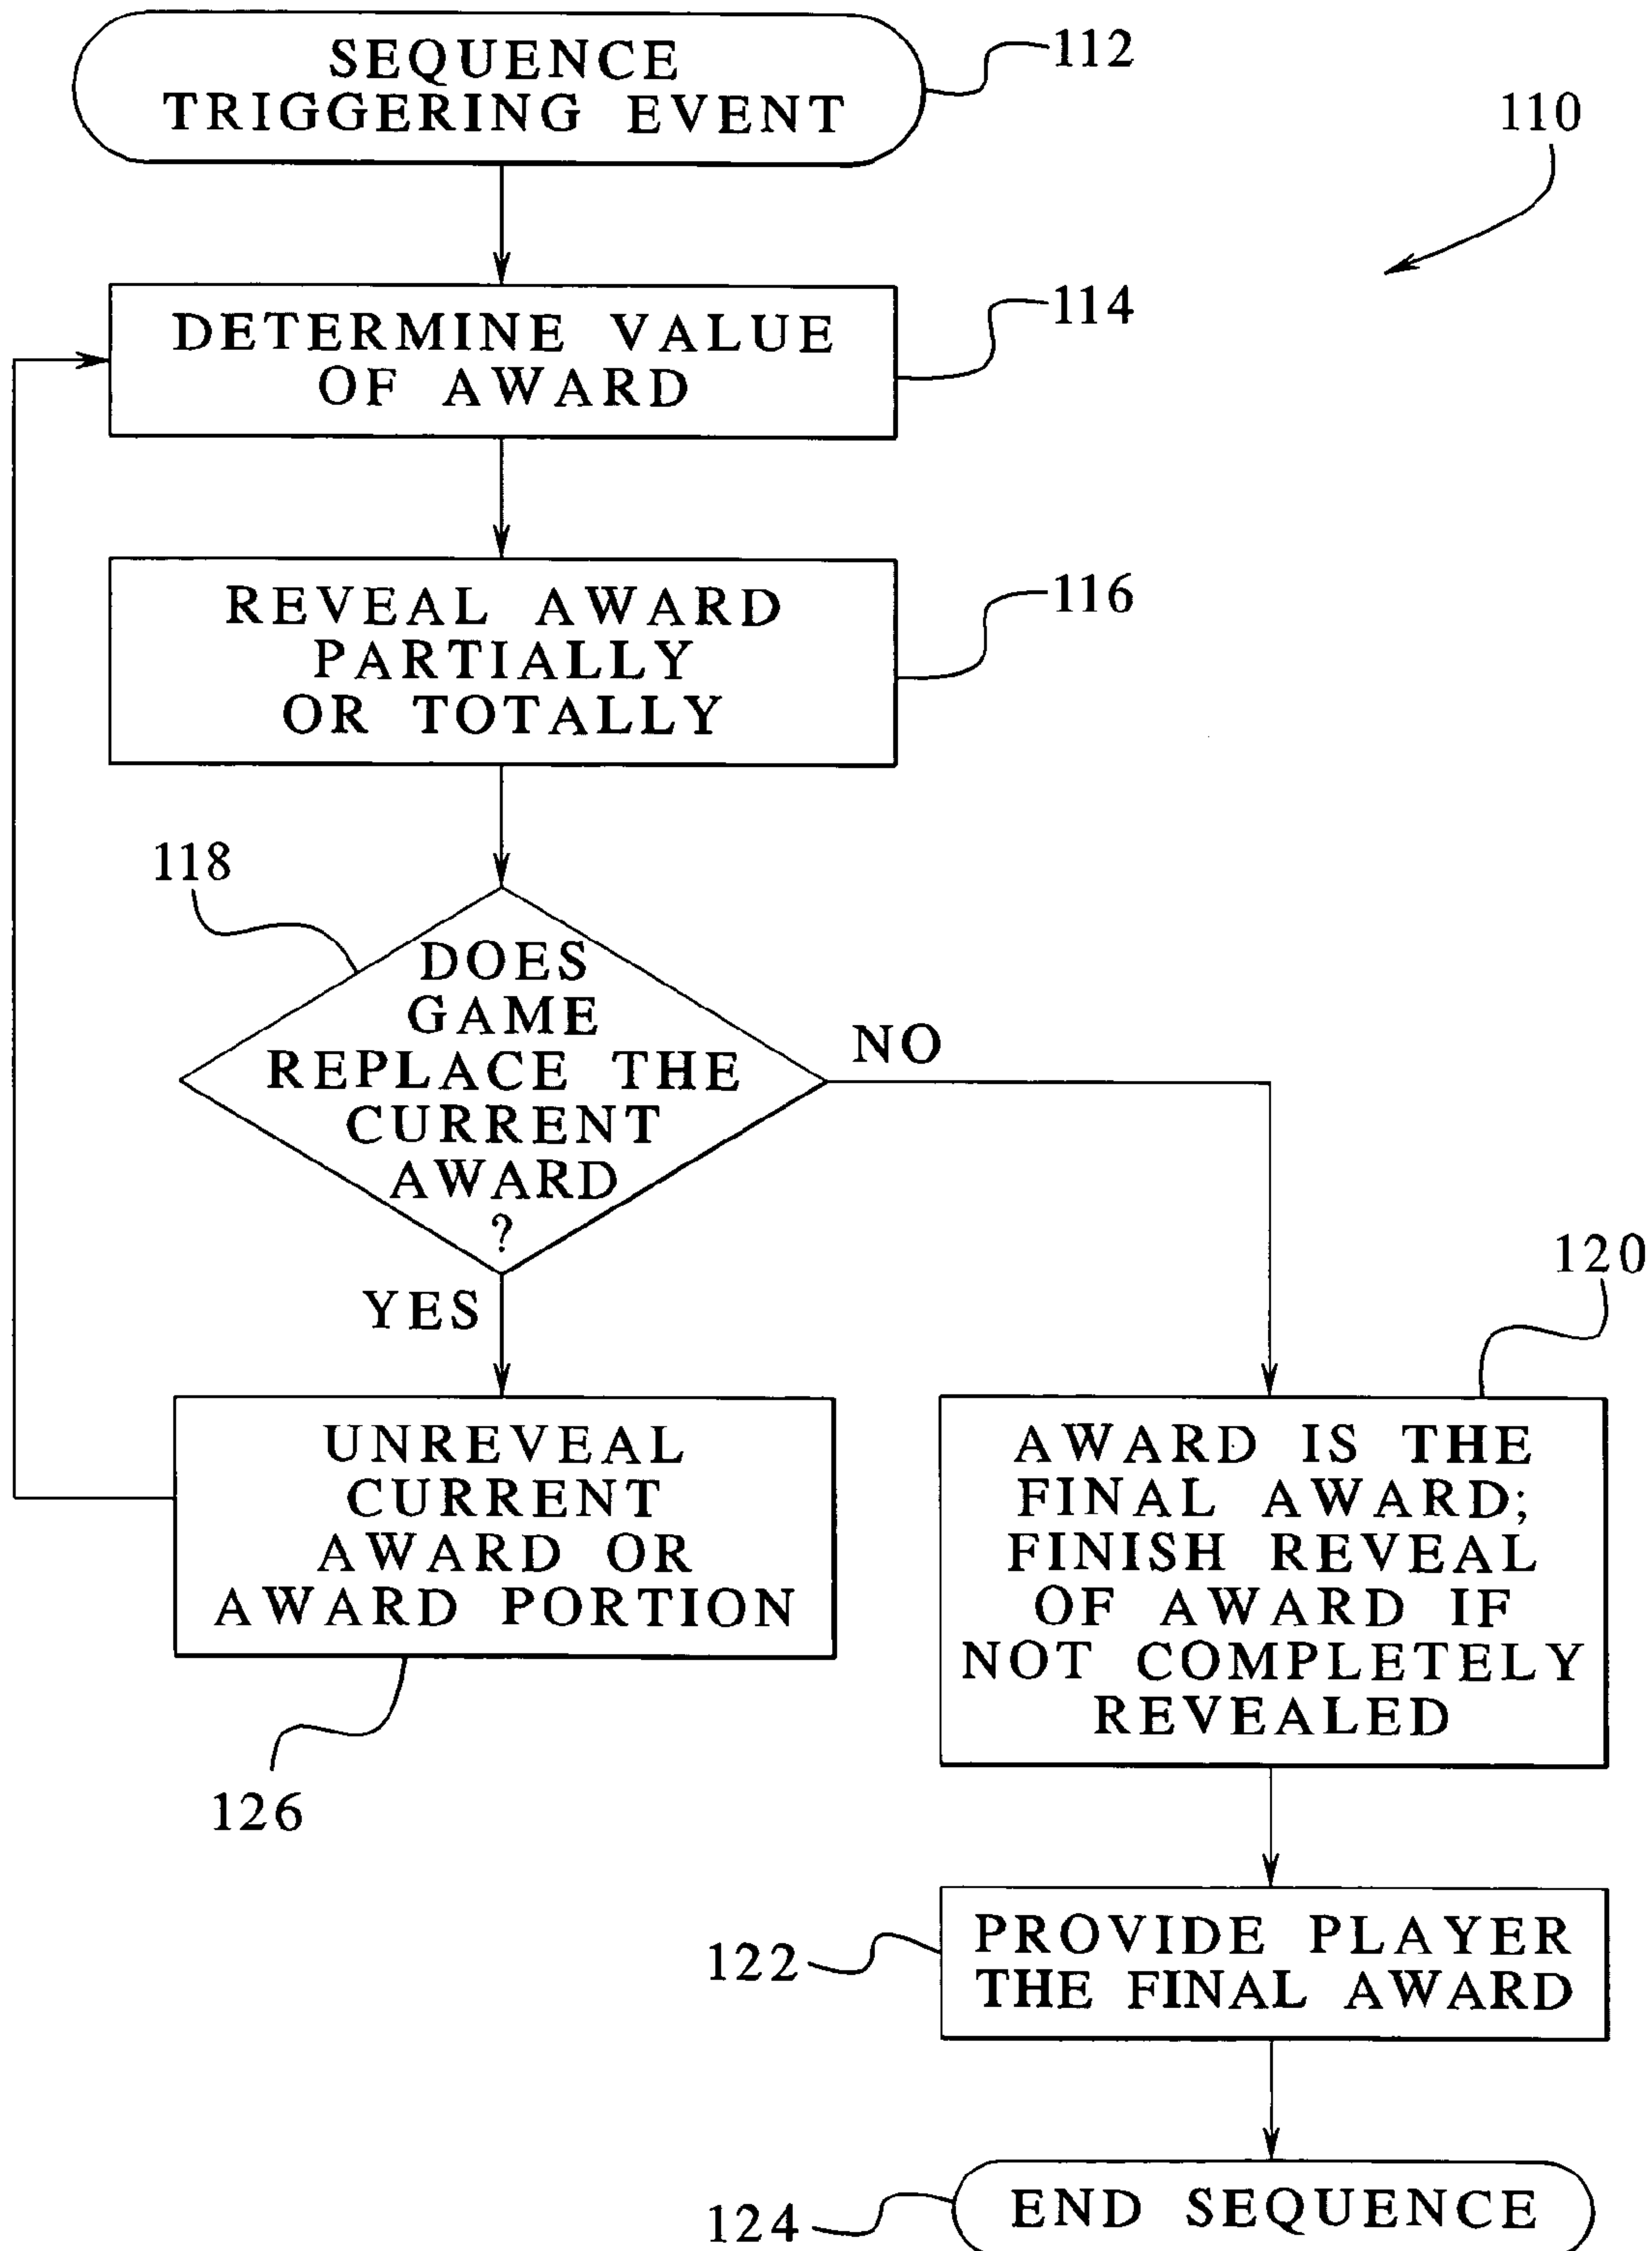 SEQUENCE
TRIGGERING EVENT
112
110
DETERMINE VALUE
OF AWARD
114
REVEAL AWARD
PARTIALLY
OR TOTALLY
116
118
DOES
GAME
REPLACE THE
CURRENT
AWARD
?
NO
YES
120
UNREVEAL
CURRENT
AWARD OR
AWARD PORTION
126
AWARD IS THE
FINAL AWARD;
FINISH REVEAL
OF AWARD IF
NOT COMPLETELY
REVEALED
122
PROVIDE PLAYER
THE FINAL AWARD
124
END SEQUENCE